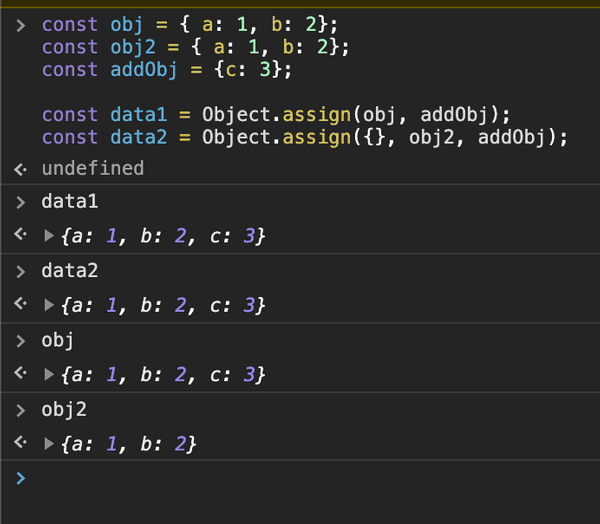 const obj = { a: 1, b: 2};
const obj2 = { a: 1, b: 2};
const addObj = {c: 3};
const data1 = Object.assign(obj, addObj);
const data2 = Object.assign({}, obj2, addObj);
undefined
data1
{a: 1, b: 2, c: 3}
data2
{a: 1, b: 2, c: 3}
obj
{a: 1, b: 2, c: 3}
obj2
{a: 1, b: 2}